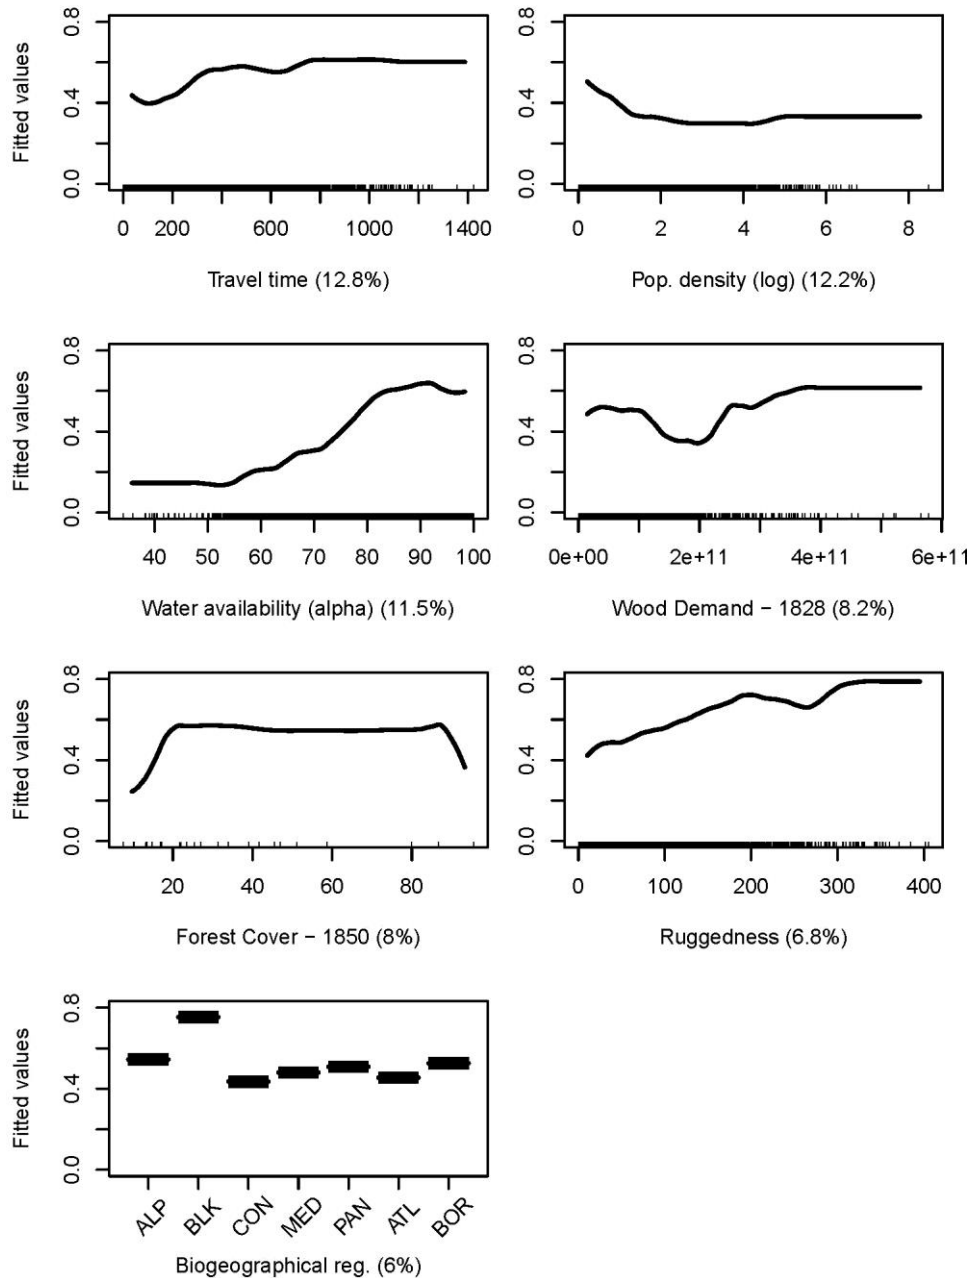 Fitted values
0.0 0.4 0.8
0 200 600 1000 1400
Travel time (12.8%)
0.0 0.4 0.8
0 2 4 6 8
Pop. density (log) (12.2%)
Fitted values
0.0 0.4 0.8
40 50 60 70 80 90 100
Water availability (alpha) (11.5%)
0.0 0.4 0.8
0e+00 2e+11 4e+11 6e+11
Wood Demand − 1828 (8.2%)
Fitted values
0.0 0.4 0.8
20 40 60 80
Forest Cover − 1850 (8%)
0.0 0.4 0.8
0 100 200 300 400
Ruggedness (6.8%)
Fitted values
0.0 0.4 0.8
ALP BLK CON MED PAN ATL BOR
Biogeographical reg. (6%)